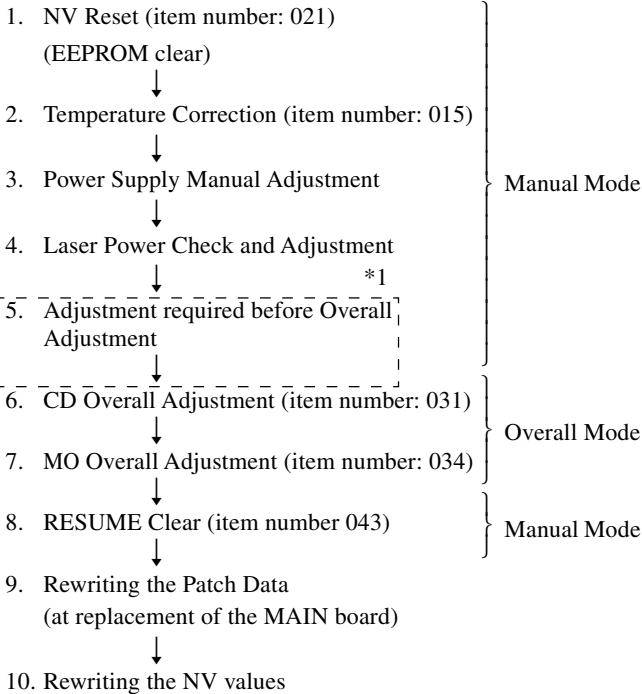 1. NV Reset (item number: 021)
(EEPROM clear)
2. Temperature Correction (item number: 015)
3. Power Supply Manual Adjustment
Manual Mode
4. Laser Power Check and Adjustment
*1
5. Adjustment required before Overall
Adjustment
6. CD Overall Adjustment (item number: 031)
Overall Mode
7. MO Overall Adjustment (item number: 034)
8. RESUME Clear (item number 043)
Manual Mode
9. Rewriting the Patch Data
(at replacement of the MAIN board)
10. Rewriting the NV values